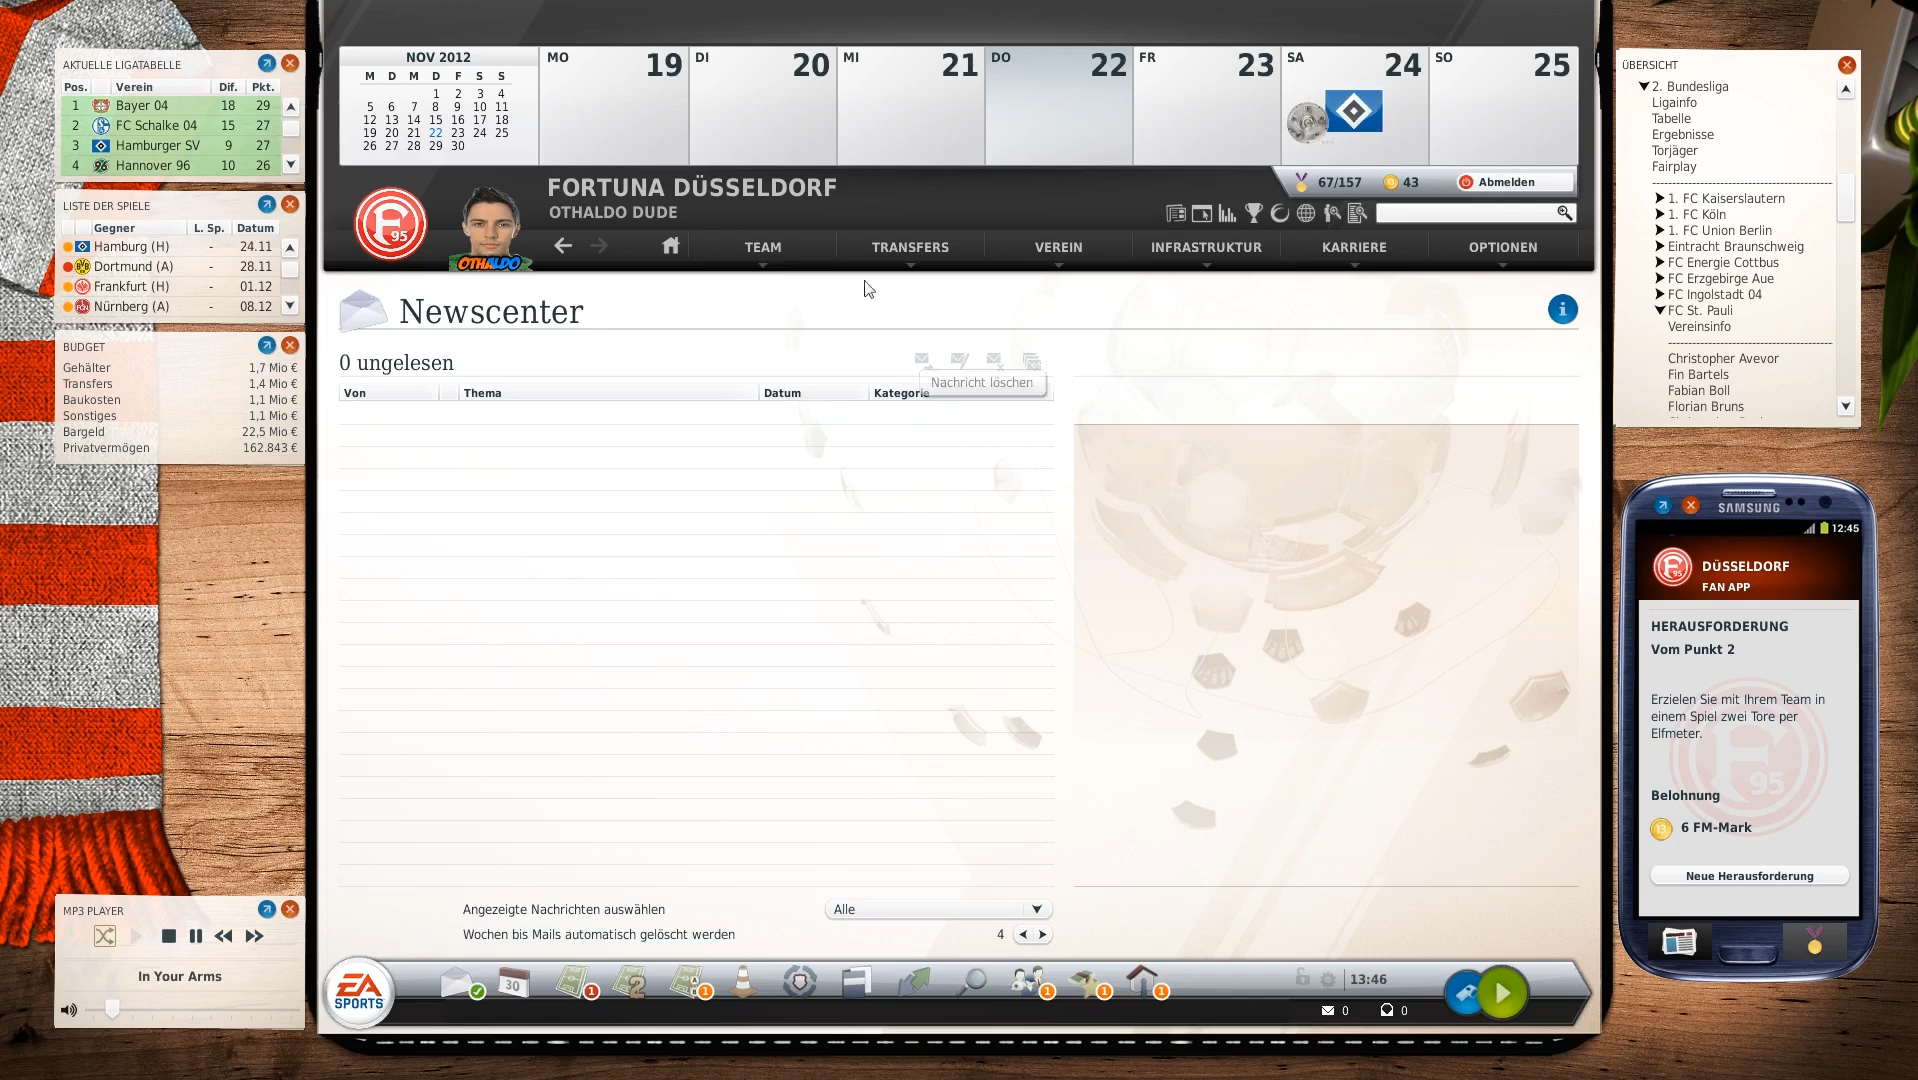 AKTUELLE LIGATABELLE
Pos. Verein Dif. Pkt.
1 Bayer 04 18 29
2 FC Schalke 04 15 27
3 Hamburger SV 9 27
4 Hannover 96 10 26
LISTE DER SPIELE
Gegner L. Sp. Datum
Hamburg (H) - 24.11
Dortmund (A) - 28.11
Frankfurt (H) - 01.12
Nürnberg (A) - 08.12
BUDGET
Gehälter 1,7 Mio €
Transfers 1,4 Mio €
Baukosten 1,1 Mio €
Sonstiges 1,1 Mio €
Bargeld 22,5 Mio €
Privatvermögen 162.843 €
MP3 PLAYER
In Your Arms
NOV 2012
M D M D F S S
1 2 3 4
5 6 7 8 9 10 11
12 13 14 15 16 17 18
19 20 21 22 23 24 25
26 27 28 29 30
MO 19 DI 20 MI 21 DO 22 FR 23 SA 24 SO 25
FORTUNA DÜSSELDORF
OTHALDO DUDE
67/157 43 Abmelden
F 95
OTHALDO
TEAM TRANSFERS VEREIN INFRASTRUKTUR KARRIERE OPTIONEN
Newscenter
0 ungelesen
Nachricht löschen
Von Thema Datum Kategorie
Angezeigte Nachrichten auswählen Alle
Wochen bis Mails automatisch gelöscht werden 4
EA SPORTS
30 1 2 1 1 1 1
13:46
0 0
ÜBERSICHT
2. Bundesliga
Ligainfo
Tabelle
Ergebnisse
Torjäger
Fairplay
1. FC Kaiserslautern
1. FC Köln
1. FC Union Berlin
Eintracht Braunschweig
FC Energie Cottbus
FC Erzgebirge Aue
FC Ingolstadt 04
FC St. Pauli
Vereinsinfo
Christopher Avevor
Fin Bartels
Fabian Boll
Florian Bruns
SAMSUNG
12:45
F 95
DÜSSELDORF
FAN APP
HERAUSFORDERUNG
Vom Punkt 2
Erzielen Sie mit Ihrem Team in
einem Spiel zwei Tore per
Elfmeter.
Belohnung
13 6 FM-Mark
Neue Herausforderung